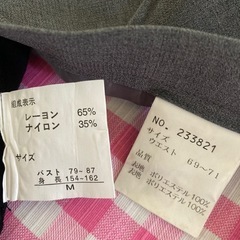 組成表示
レーヨン 65%
ナイロン 35%
サイズ
バスト 79-87
身長 154-162
M
NO. 233821
サイズ
ウエスト 69～71
品質
表地 ポリエステル100%
ポリエステル100%